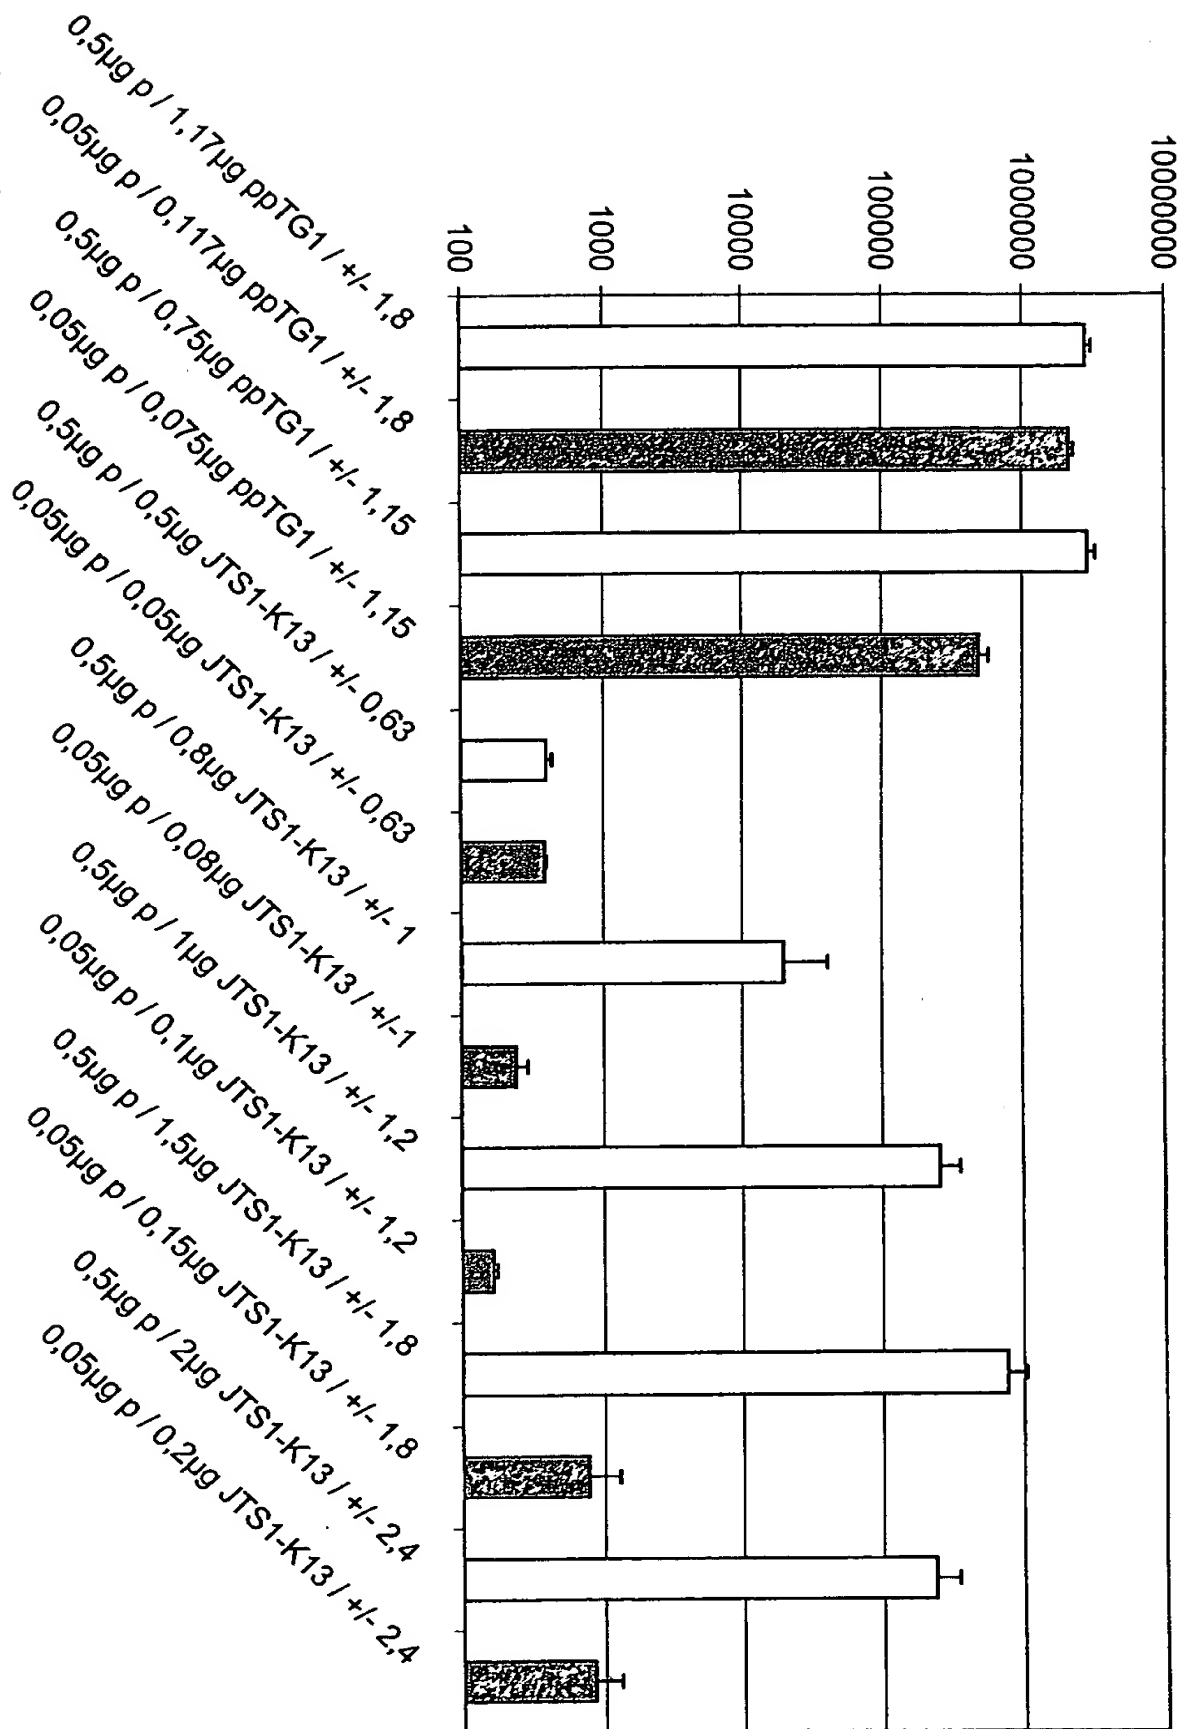 10000000
1000000
100000
10000
1000
100
0,5µg p / 1,17µg ppTG1 / +/- 1,8
0,05µg p / 0,117µg ppTG1 / +/- 1,8
0,5µg p / 0,75µg ppTG1 / +/- 1,15
0,05µg p / 0,075µg ppTG1 / +/- 1,15
0,5µg p / 0,5µg JTS1-K13 / +/- 0,63
0,05µg p / 0,05µg JTS1-K13 / +/- 0,63
0,5µg p / 0,8µg JTS1-K13 / +/- 1
0,05µg p / 0,08µg JTS1-K13 / +/-1
0,5µg p / 1µg JTS1-K13 / +/- 1,2
0,05µg p / 0,1µg JTS1-K13 / +/- 1,2
0,5µg p / 1,5µg JTS1-K13 / +/- 1,8
0,05µg p / 0,15µg JTS1-K13 / +/- 1,8
0,5µg p / 2µg JTS1-K13 / +/- 2,4
0,05µg p / 0,2µg JTS1-K13 / +/- 2,4